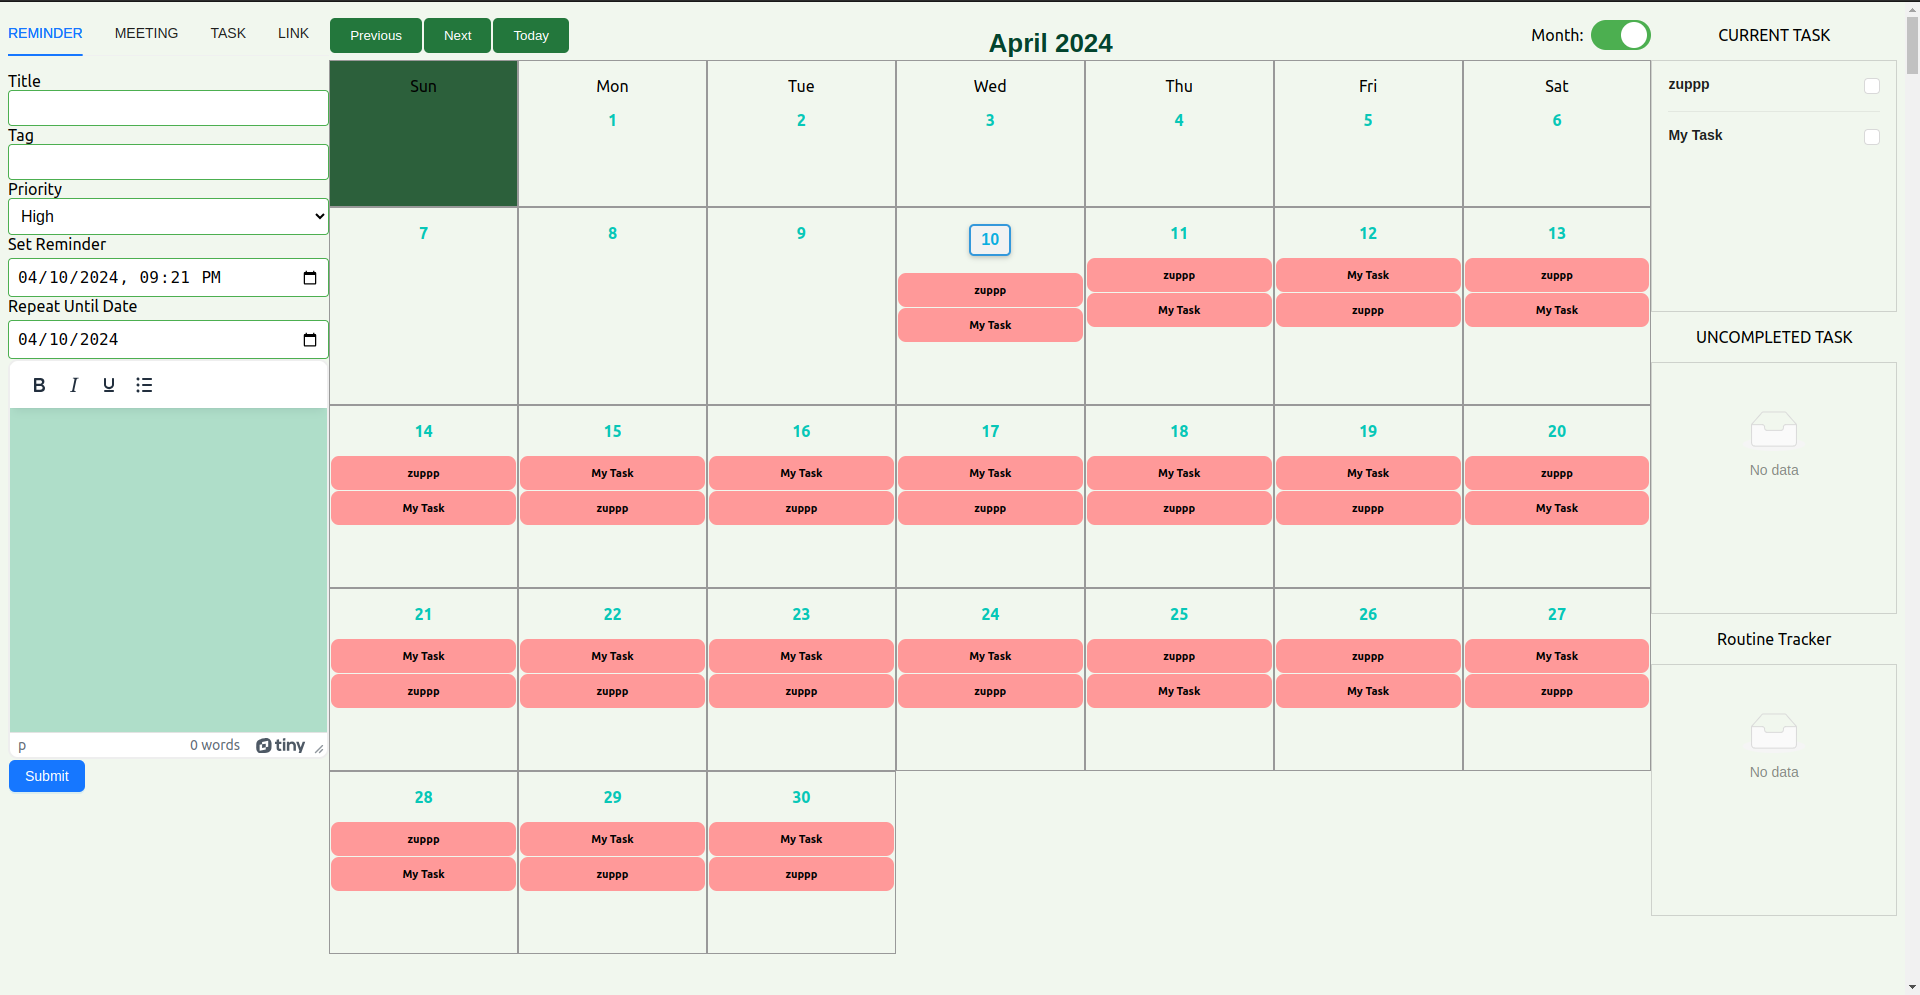 REMINDER MEETING TASK LINK
Title
Tag
Priority
High
Set Reminder
04/10/2024, 09:21 PM
Repeat Until Date
04/10/2024
B I U
p 0 words tiny
Submit
Previous Next Today
April 2024
Month:
Sun Mon Tue Wed Thu Fri Sat
1 2 3 4 5 6
7 8 9 10 11 12 13
zuppp zuppp My Task zuppp
My Task My Task zuppp My Task
14 15 16 17 18 19 20
zuppp My Task My Task My Task My Task My Task zuppp
My Task zuppp zuppp zuppp zuppp zuppp My Task
21 22 23 24 25 26 27
My Task My Task My Task My Task zuppp zuppp My Task
zuppp zuppp zuppp zuppp My Task My Task zuppp
28 29 30
zuppp My Task My Task
My Task zuppp zuppp
CURRENT TASK
zuppp
My Task
UNCOMPLETED TASK
No data
Routine Tracker
No data